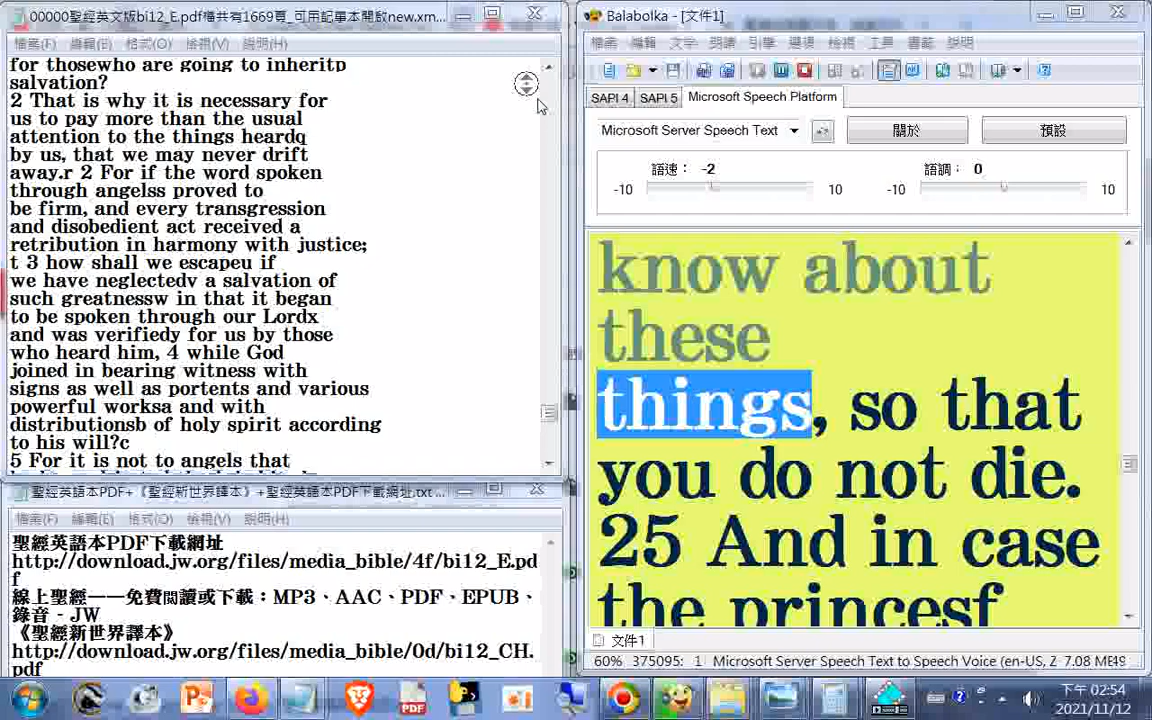 00000聖經英文版bi12_E.pdf檔共有1669頁_可用記事本開啟new.xm...
檔案(F) 編輯(E) 格式(O) 檢視(V) 說明(H)
for thosewho are going to inheritp
salvation?
2 That is why it is necessary for
us to pay more than the usual
attention to the things heardq
by us, that we may never drift
away.r 2 For if the word spoken
through angelss proved to
be firm, and every transgression
and disobedient act received a
retribution in harmony with justice;
t 3 how shall we escapeu if
we have neglectedv a salvation of
such greatnessw in that it began
to be spoken through our Lordx
and was verifiedy for us by those
who heard him, 4 while God
joined in bearing witness with
signs as well as portents and various
powerful worksa and with
distributionsb of holy spirit according
to his will?c
5 For it is not to angels that
聖經英語本PDF+《聖經新世界譯本》+聖經英語本PDF下載網址.txt ...
檔案(F) 編輯(E) 格式(O) 檢視(V) 說明(H)
聖經英語本PDF下載網址
http://download.jw.org/files/media_bible/4f/bi12_E.pd
f
線上聖經——免費閱讀或下載：MP3、AAC、PDF、EPUB、
錄音 - JW
《聖經新世界譯本》
http://download.jw.org/files/media_bible/0d/bi12_CH.
pdf
Balabolka - [文件1]
檔案 編輯 文字 朗讀 引擎 選項 檢視 工具 書籤 說明
SAPI 4 SAPI 5 Microsoft Speech Platform
Microsoft Server Speech Text 關於 預設
語速： -2 語調： 0
-10 10 -10 10
know about
these
things, so that
you do not die.
25 And in case
the princesf
文件1
60% 375095: 1 Microsoft Server Speech Text to Speech Voice (en-US, Z 7.08 ME
下午 02:54
2021/11/12